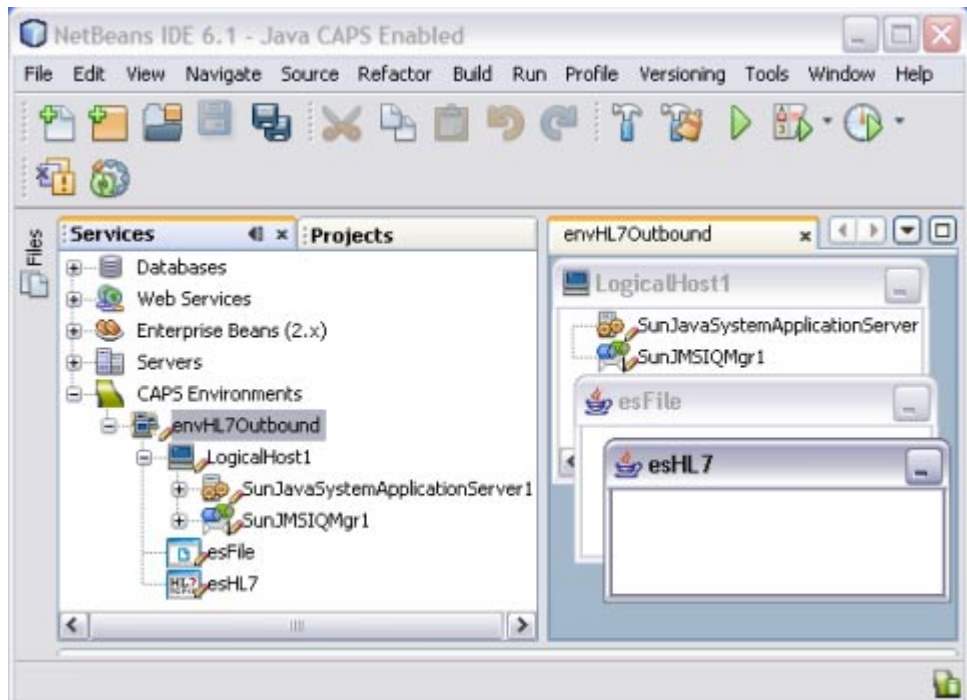 NetBeans IDE 6.1 - Java CAPS Enabled
File Edit View Navigate Source Refactor Build Run Profile Versioning Tools Window Help
Files
Services
Projects
Databases
Web Services
Enterprise Beans (2.x)
Servers
CAPS Environments
envHL7Outbound
LogicalHost1
SunJavaSystemApplicationServer1
SunJMSIQMgr1
esFile
esHL7
envHL7Outbound
LogicalHost1
SunJavaSystemApplicationServer
SunJMSIQMgr1
esFile
esHL7